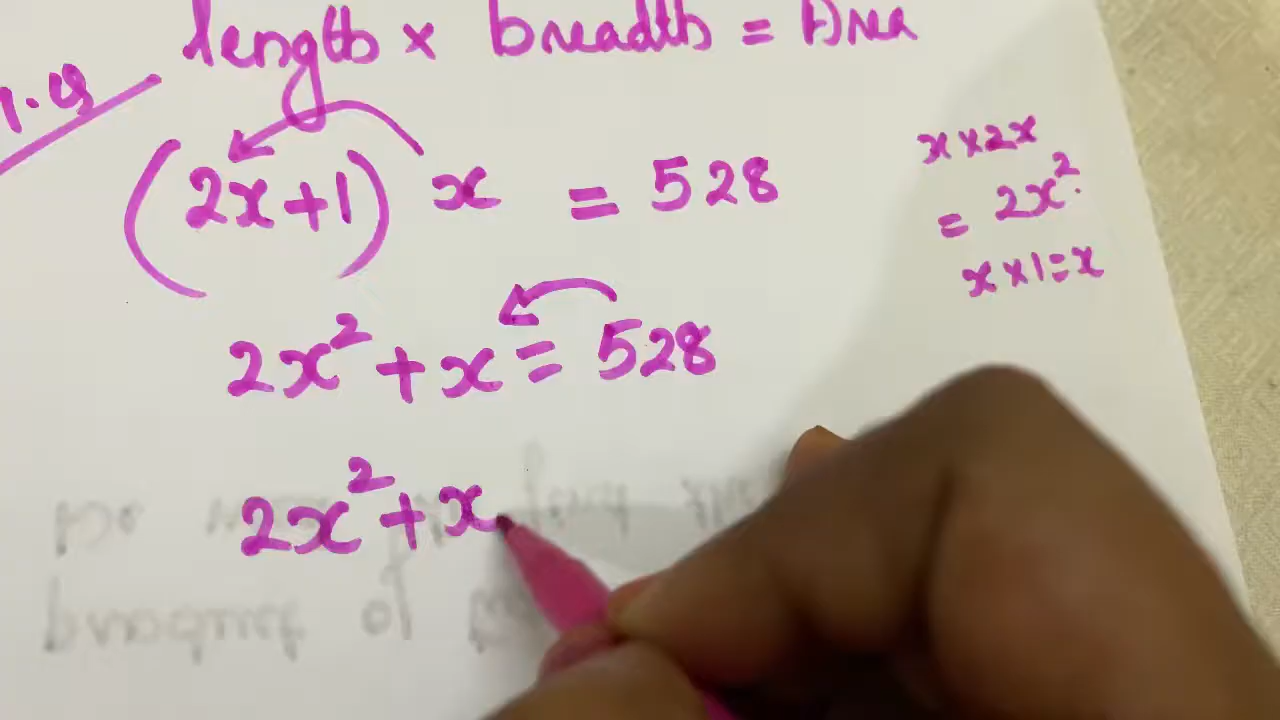 length × breadth = Area
(2x+1) x = 528
x × 2x
= 2x².
x × 1 = x
2x² + x = 528
2x² + x